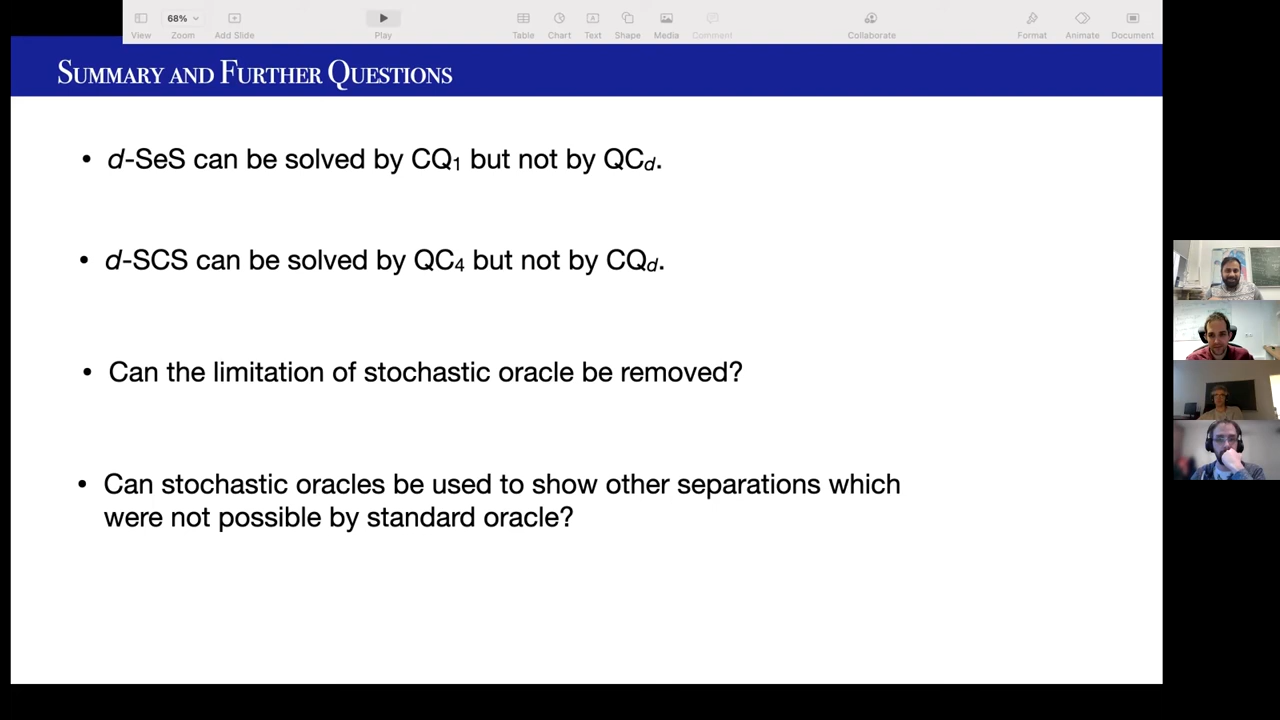 68%
View
Zoom
Add Slide
Play
Table
Chart
Text
Shape
Media
Comment
Collaborate
Format
Animate
Document
SUMMARY AND FURTHER QUESTIONS
• d-SeS can be solved by CQ₁ but not by QC_d.
• d-SCS can be solved by QC₄ but not by CQ_d.
• Can the limitation of stochastic oracle be removed?
• Can stochastic oracles be used to show other separations which
were not possible by standard oracle?